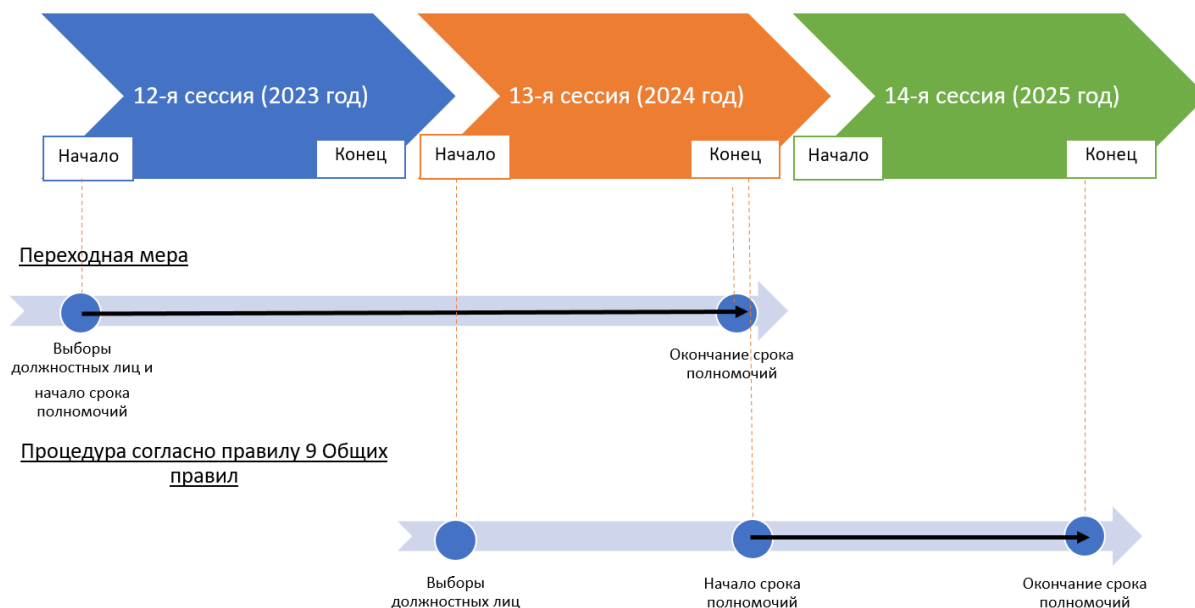 12-я сессия (2023 год)
13-я сессия (2024 год)
14-я сессия (2025 год)
Начало
Конец
Начало
Конец
Начало
Конец
Переходная мера
Выборы
должностных лиц и
начало срока
полномочий
Окончание срока
полномочий
Процедура согласно правилу 9 Общих
правил
Выборы
должностных лиц
Начало срока
полномочий
Окончание срока
полномочий